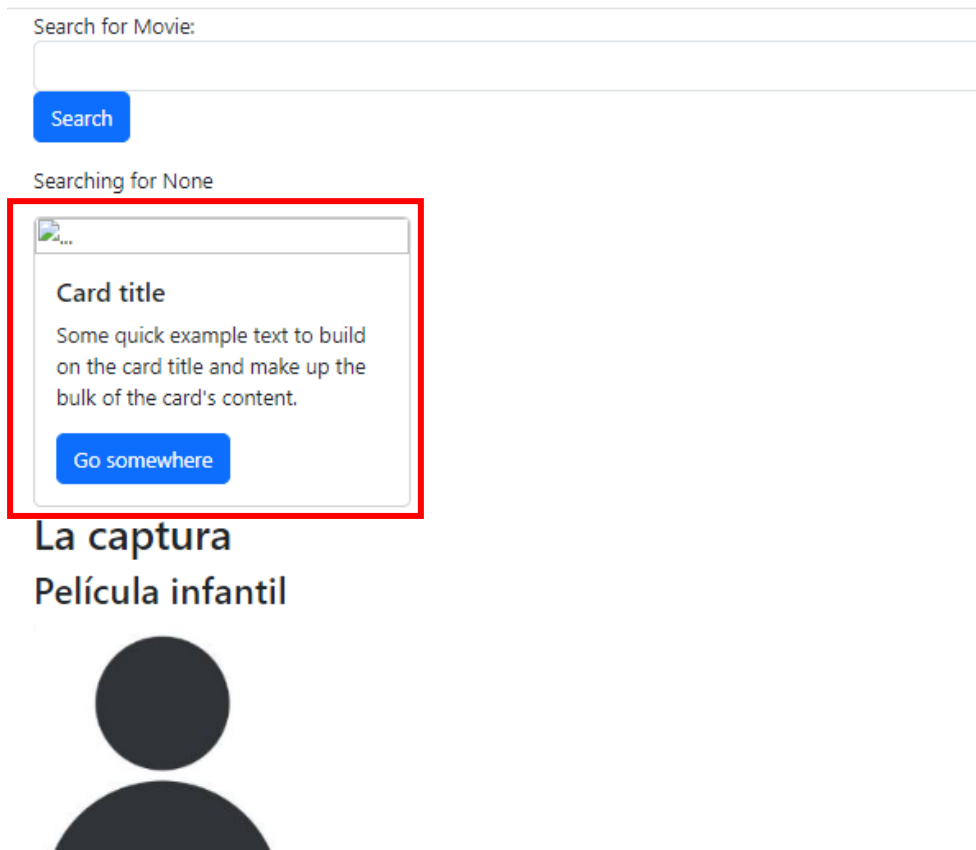 Search for Movie:
Search
Searching for None
...
Card title
Some quick example text to build
on the card title and make up the
bulk of the card's content.
Go somewhere
La captura
Película infantil